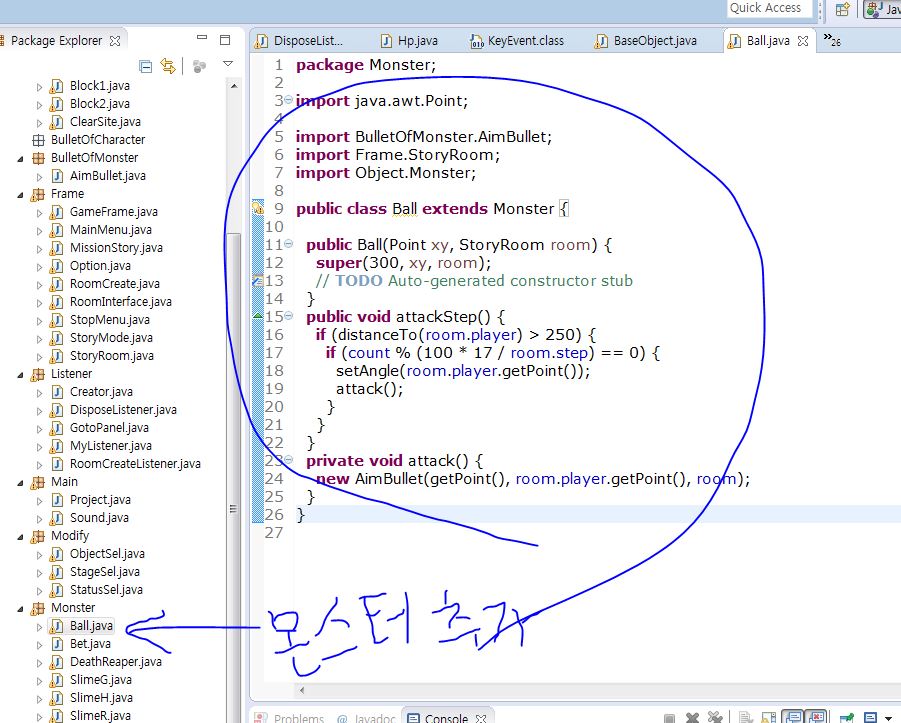 Quick Access
Java
Package Explorer
Block1.java
Block2.java
ClearSite.java
BulletOfCharacter
BulletOfMonster
AimBullet.java
Frame
GameFrame.java
MainMenu.java
MissionStory.java
Option.java
RoomCreate.java
RoomInterface.java
StopMenu.java
StoryMode.java
StoryRoom.java
Listener
Creator.java
DisposeListener.java
GotoPanel.java
MyListener.java
RoomCreateListener.java
Main
Project.java
Sound.java
Modify
ObjectSel.java
StageSel.java
StatusSel.java
Monster
Ball.java
Bet.java
DeathReaper.java
SlimeG.java
SlimeH.java
SlimeR.java
DisposeList... Hp.java KeyEvent.class BaseObject.java Ball.java »26
1 package Monster;
2
3 import java.awt.Point;
4
5 import BulletOfMonster.AimBullet;
6 import Frame.StoryRoom;
7 import Object.Monster;
8
9 public class Ball extends Monster {
10
11 public Ball(Point xy, StoryRoom room) {
12 super(300, xy, room);
13 // TODO Auto-generated constructor stub
14 }
15 public void attackStep() {
16 if (distanceTo(room.player) > 250) {
17 if (count % (100 * 17 / room.step) == 0) {
18 setAngle(room.player.getPoint());
19 attack();
20 }
21 }
22 }
23 private void attack() {
24 new AimBullet(getPoint(), room.player.getPoint(), room);
25 }
26 }
27
몬스터 추가
Problems @ Javadoc Console